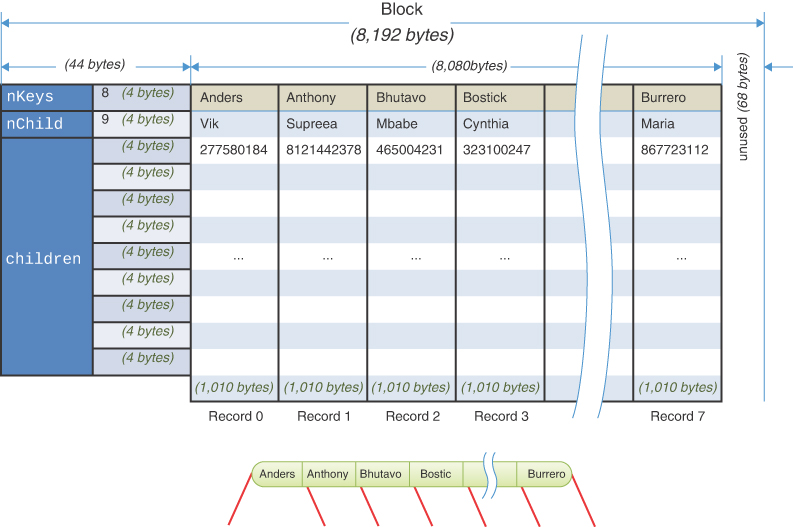 Block
(8,192 bytes)
(44 bytes)
(8,080bytes)
unused (68 bytes)
nKeys 8 (4 bytes) Anders Anthony Bhutavo Bostick Burrero
nChild 9 (4 bytes) Vik Supreea Mbabe Cynthia Maria
(4 bytes) 277580184 8121442378 465004231 323100247 867723112
(4 bytes)
(4 bytes)
(4 bytes)
children (4 bytes) ... ... ... ... ...
(4 bytes)
(4 bytes)
(4 bytes)
(4 bytes)
(1,010 bytes) (1,010 bytes) (1,010 bytes) (1,010 bytes) (1,010 bytes)
Record 0 Record 1 Record 2 Record 3 Record 7
Anders Anthony Bhutavo Bostic Burrero